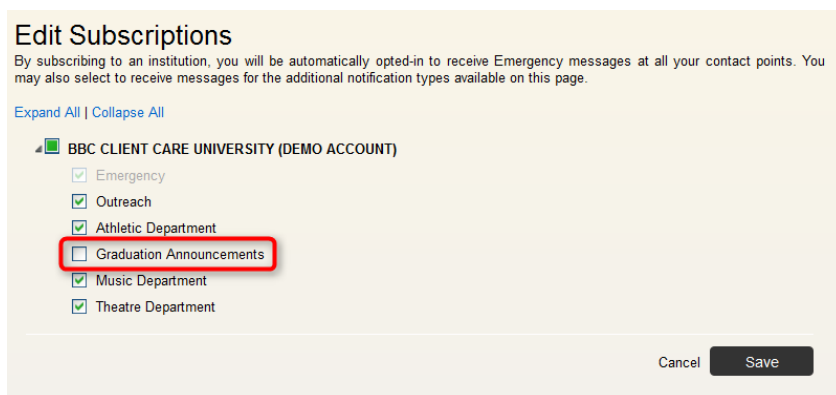 Edit Subscriptions
By subscribing to an institution, you will be automatically opted-in to receive Emergency messages at all your contact points. You
may also select to receive messages for the additional notification types available on this page.
Expand All | Collapse All
BBC CLIENT CARE UNIVERSITY (DEMO ACCOUNT)
Emergency
Outreach
Athletic Department
Graduation Announcements
Music Department
Theatre Department
Cancel Save